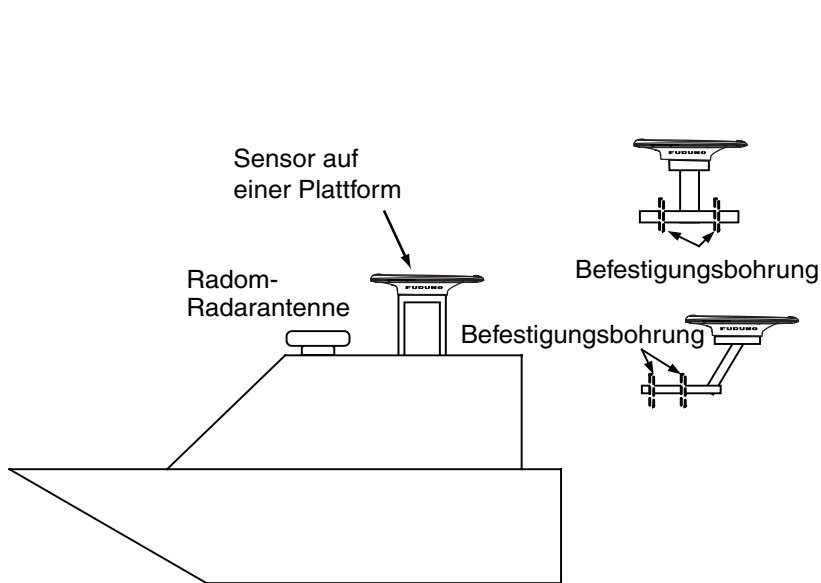 Sensor auf
einer Plattform
Radom-
Radarantenne
FURUNO
FURUNO
Befestigungsbohrung
Befestigungsbohrung
FURUNO